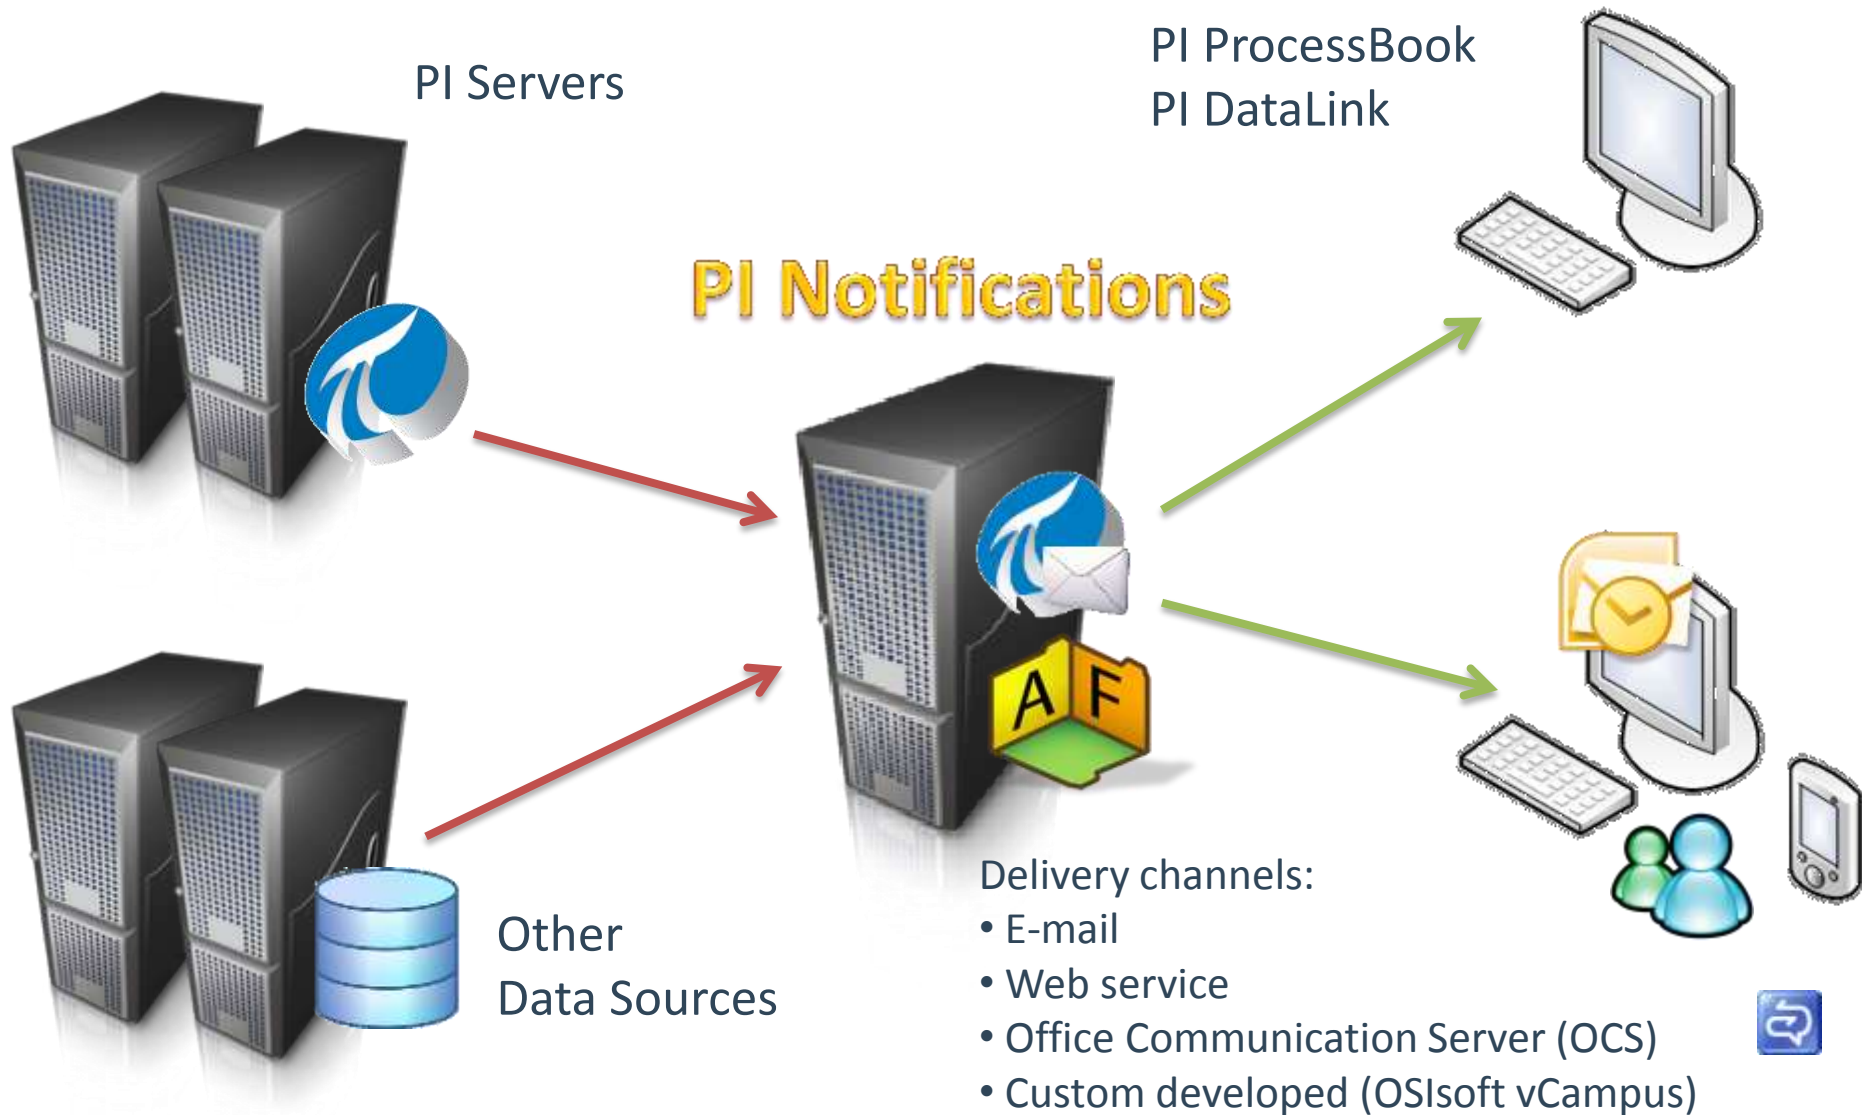 PI Servers
PI ProcessBook
PI DataLink
PI Notifications
A F
Other
Data Sources
Delivery channels:
• E-mail
• Web service
• Office Communication Server (OCS)
• Custom developed (OSIsoft vCampus)